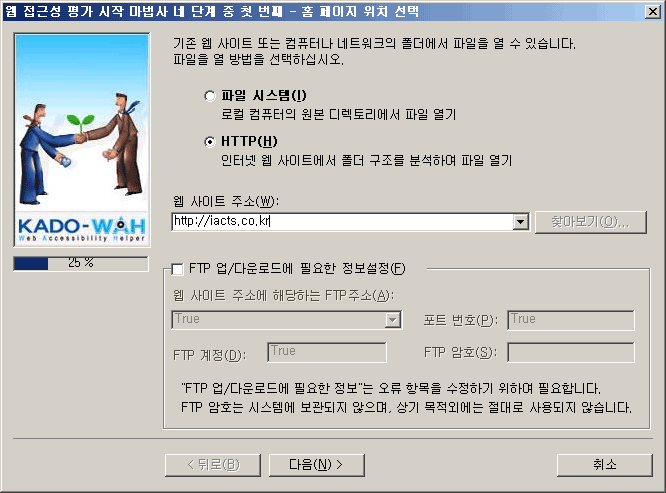 웹 접근성 평가 시작 마법사 네 단계 중 첫 번째 - 홈 페이지 위치 선택
기존 웹 사이트 또는 컴퓨터나 네트워크의 폴더에서 파일을 열 수 있습니다.
파일을 열 방법을 선택하십시오.
파일 시스템(I)
로컬 컴퓨터의 원본 디렉토리에서 파일 열기
HTTP(H)
인터넷 웹 사이트에서 폴더 구조를 분석하여 파일 열기
웹 사이트 주소(W):
http://iacts.co.kr
찾아보기(O)...
KADO-WAH
Web Accessibility Helper
25 %
FTP 업/다운로드에 필요한 정보설정(F)
웹 사이트 주소에 해당하는 FTP주소(A):
True
포트 번호(P):
True
FTP 계정(D):
True
FTP 암호(S):
"FTP 업/다운로드에 필요한 정보"는 오류 항목을 수정하기 위하여 필요합니다.
FTP 암호는 시스템에 보관되지 않으며, 상기 목적외에는 절대로 사용되지 않습니다.
< 뒤로(B)
다음(N) >
취소